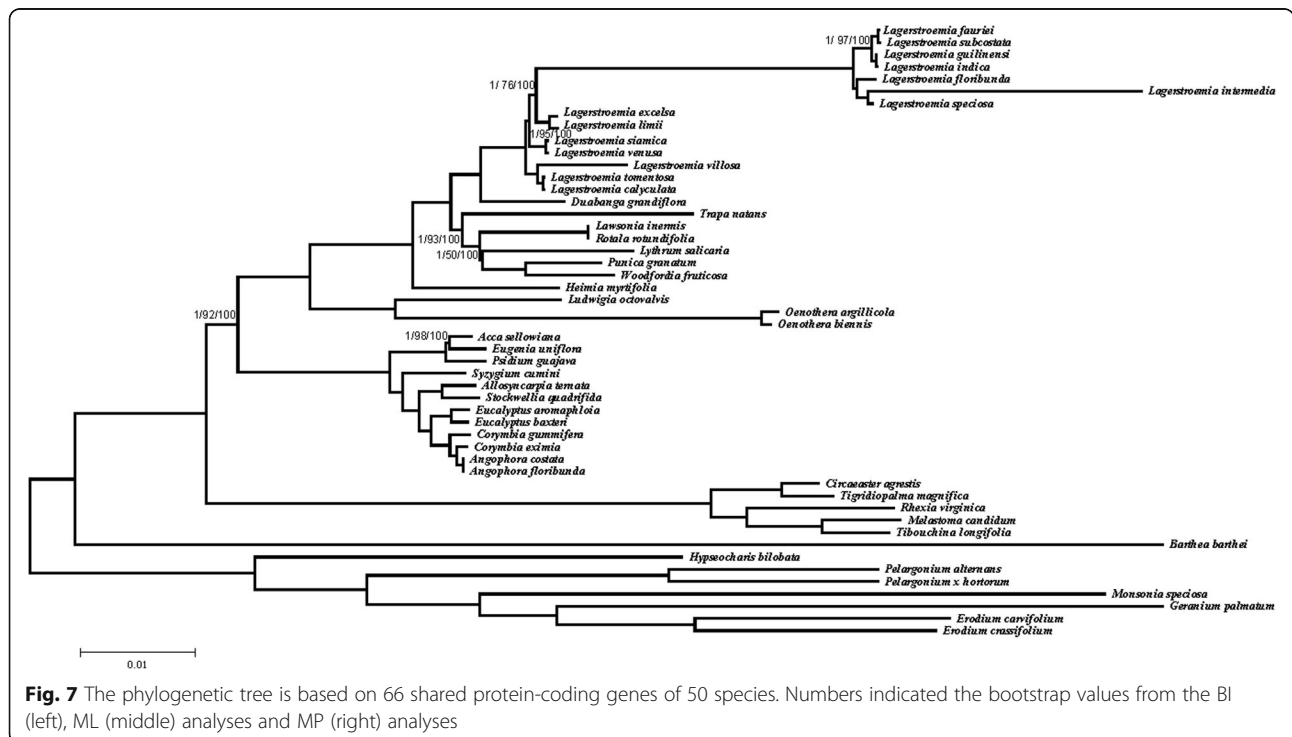 Lagerstroemia fauriei
1/ 97/100
Lagerstroemia subcostata
Lagerstroemia guilinensi
Lagerstroemia indica
Lagerstroemia floribunda
1/ 76/100
Lagerstroemia intermedia
Lagerstroemia speciosa
Lagerstroemia excelsa
Lagerstroemia limii
1/95/100
Lagerstroemia siamica
Lagerstroemia venusa
Lagerstroemia villosa
Lagerstroemia tomentosa
Lagerstroemia calyculata
Duabanga grandiflora
Trapa natans
Lawsonia inermis
1/93/100
Rotala rotundifolia
1/50/100
Lythrum salicaria
Punica granatum
Woodfordia fruticosa
Heimia myrtifolia
Ludwigia octovalvis
Oenothera argillicola
1/92/100
Oenothera biennis
1/98/100
Acca sellowiana
Eugenia uniflora
Psidium guajava
Syzygium cumini
Allosyncarpia ternata
Stockwellia quadrifida
Eucalyptus aromaphloia
Eucalyptus baxteri
Corymbia gummifera
Corymbia eximia
Angophora costata
Angophora floribunda
Circaeaster agrestis
Tigridiopalma magnifica
Rhexia virginica
Melastoma candidum
Tibouchina longifolia
Barthea barthei
Hypseocharis bilobata
Pelargonium alternans
Pelargonium x hortorum
Monsonia speciosa
Geranium palmatum
Erodium carvifolium
Erodium crassifolium
0.01
Fig. 7 The phylogenetic tree is based on 66 shared protein-coding genes of 50 species. Numbers indicated the bootstrap values from the BI
(left), ML (middle) analyses and MP (right) analyses